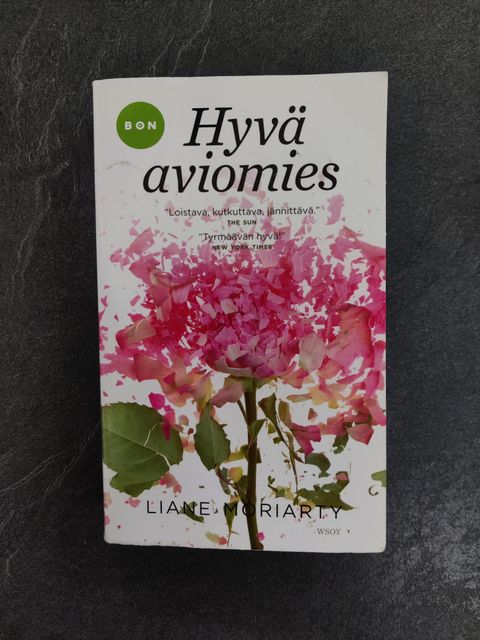 BON
Hyvä
aviomies
"Loistava, kutkuttava, jännittävä."
THE SUN
"Tyrmäävän hyvä!"
NEW YORK TIMES
LIANE MORIARTY
WSOY